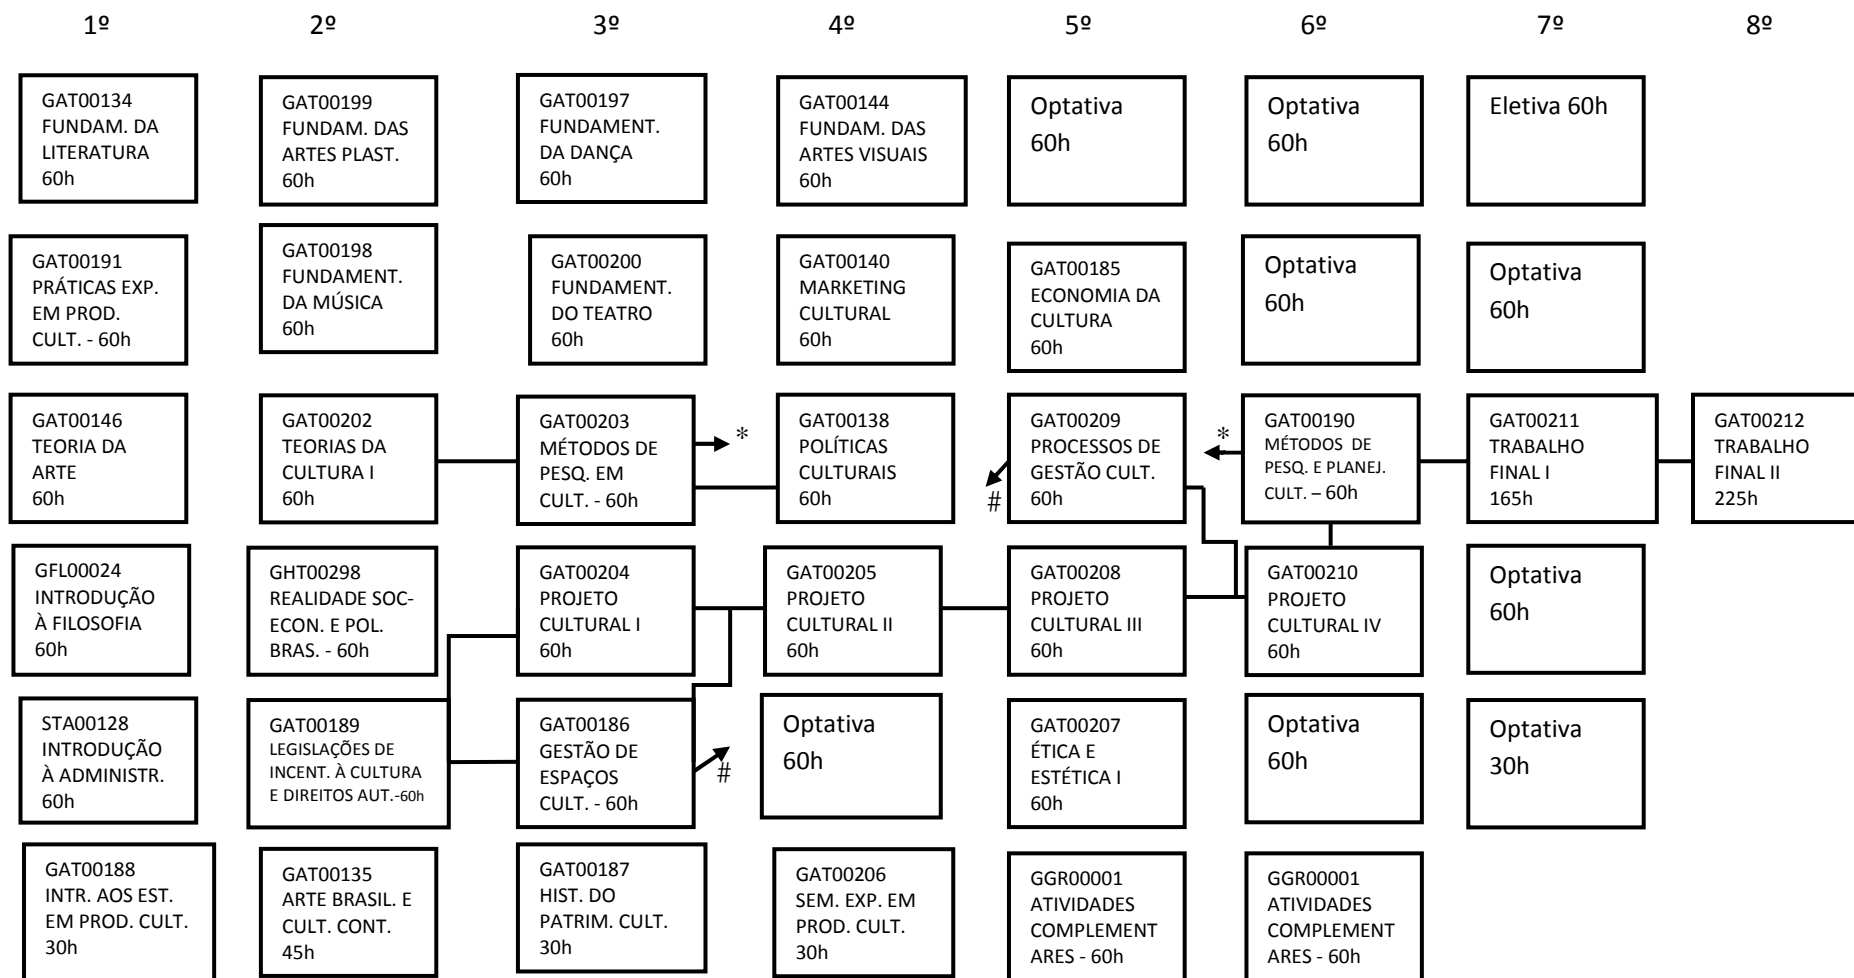 1º 2º 3º 4º 5º 6º 7º 8º
GAT00134
FUNDAM. DA
LITERATURA
60h
GAT00199
FUNDAM. DAS
ARTES PLAST.
60h
GAT00197
FUNDAMENT.
DA DANÇA
60h
GAT00144
FUNDAM. DAS
ARTES VISUAIS
60h
Optativa
60h
Optativa
60h
Eletiva 60h
GAT00191
PRÁTICAS EXP.
EM PROD.
CULT. - 60h
GAT00198
FUNDAMENT.
DA MÚSICA
60h
GAT00200
FUNDAMENT.
DO TEATRO
60h
GAT00140
MARKETING
CULTURAL
60h
GAT00185
ECONOMIA DA
CULTURA
60h
Optativa
60h
Optativa
60h
GAT00146
TEORIA DA
ARTE
60h
GAT00202
TEORIAS DA
CULTURA I
60h
GAT00203
MÉTODOS DE
PESQ. EM
CULT. - 60h
*
GAT00138
POLÍTICAS
CULTURAIS
60h
#
GAT00209
PROCESSOS DE
GESTÃO CULT.
60h
*
GAT00190
MÉTODOS DE
PESQ. E PLANEJ.
CULT. – 60h
GAT00211
TRABALHO
FINAL I
165h
GAT00212
TRABALHO
FINAL II
225h
GFL00024
INTRODUÇÃO
À FILOSOFIA
60h
GHT00298
REALIDADE SOC-
ECON. E POL.
BRAS. - 60h
GAT00204
PROJETO
CULTURAL I
60h
GAT00205
PROJETO
CULTURAL II
60h
GAT00208
PROJETO
CULTURAL III
60h
GAT00210
PROJETO
CULTURAL IV
60h
Optativa
60h
STA00128
INTRODUÇÃO
À ADMINISTR.
60h
GAT00189
LEGISLAÇÕES DE
INCENT. À CULTURA
E DIREITOS AUT.-60h
GAT00186
GESTÃO DE
ESPAÇOS
CULT. - 60h
#
Optativa
60h
GAT00207
ÉTICA E
ESTÉTICA I
60h
Optativa
60h
Optativa
30h
GAT00188
INTR. AOS EST.
EM PROD. CULT.
30h
GAT00135
ARTE BRASIL. E
CULT. CONT.
45h
GAT00187
HIST. DO
PATRIM. CULT.
30h
GAT00206
SEM. EXP. EM
PROD. CULT.
30h
GGR00001
ATIVIDADES
COMPLEMENT
ARES - 60h
GGR00001
ATIVIDADES
COMPLEMENT
ARES - 60h